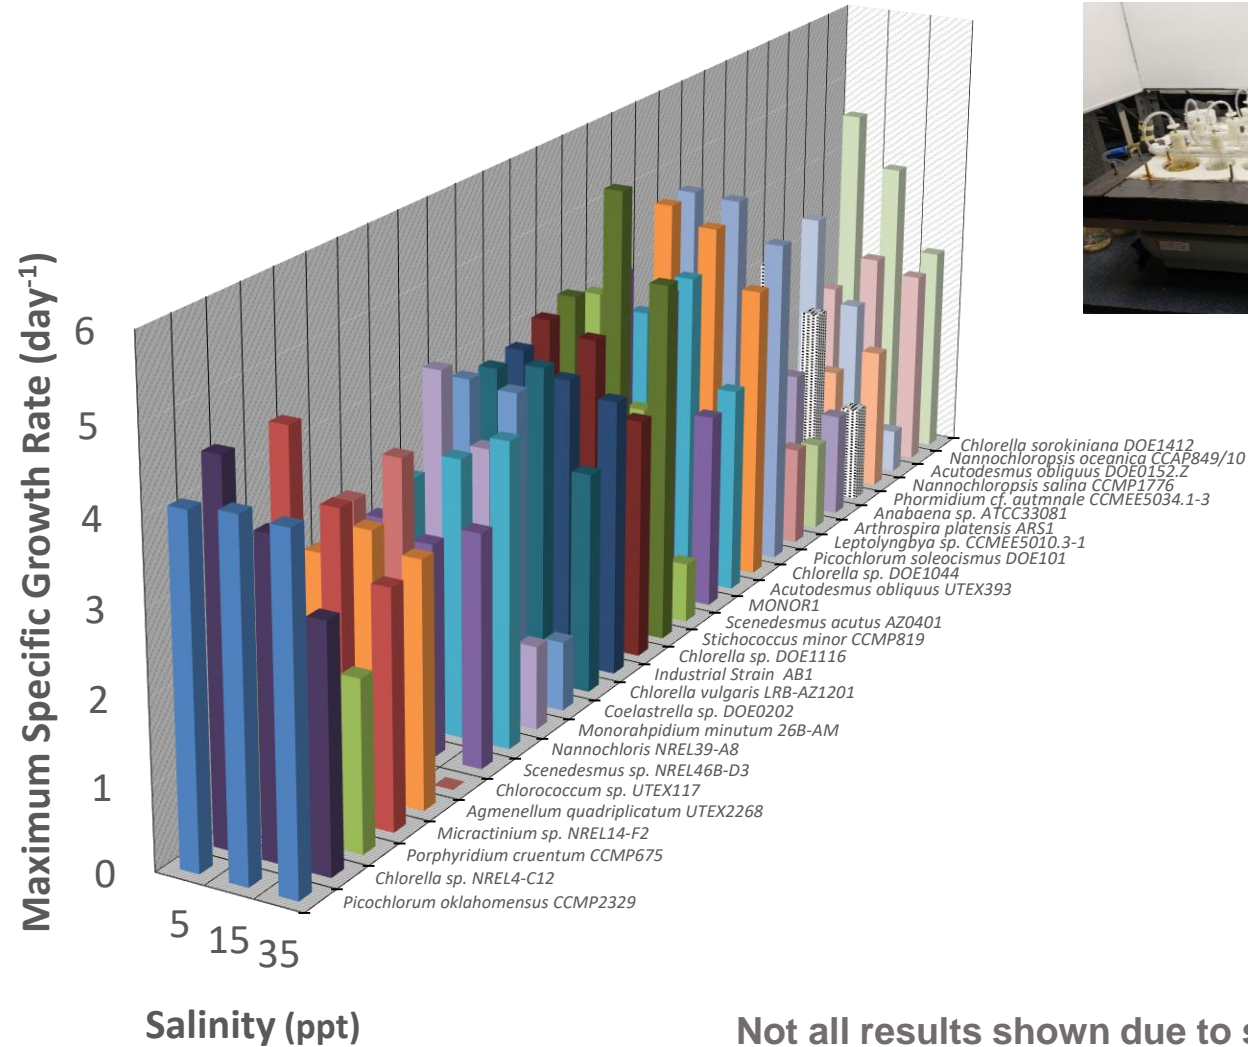 Maximum Specific Growth Rate (day-1)
6
5
4
3
2
1
0
5
15
35
Salinity (ppt)
Chlorella sorokiniana DOE1412
Nannochloropsis oceanica CCAP849/10
Acutodesmus obliquus DOE0152.Z
Nannochloropsis salina CCMP1776
Phormidium cf. autmnale CCMEE5034.1-3
Anabaena sp. ATCC33081
Arthrospira platensis ARS1
Leptolyngbya sp. CCMEE5010.3-1
Picochlorum soleocismus DOE101
Chlorella sp. DOE1044
Acutodesmus obliquus UTEX393
MONOR1
Scenedesmus acutus AZ0401
Stichococcus minor CCMP819
Chlorella sp. DOE1116
Industrial Strain AB1
Chlorella vulgaris LRB-AZ1201
Coelastrella sp. DOE0202
Monorahpidium minutum 26B-AM
Nannochloris NREL39-A8
Scenedesmus sp. NREL46B-D3
Chlorococcum sp. UTEX117
Agmenellum quadriplicatum UTEX2268
Micractinium sp. NREL14-F2
Porphyridium cruentum CCMP675
Chlorella sp. NREL4-C12
Picochlorum oklahomensus CCMP2329
Not all results shown due to s